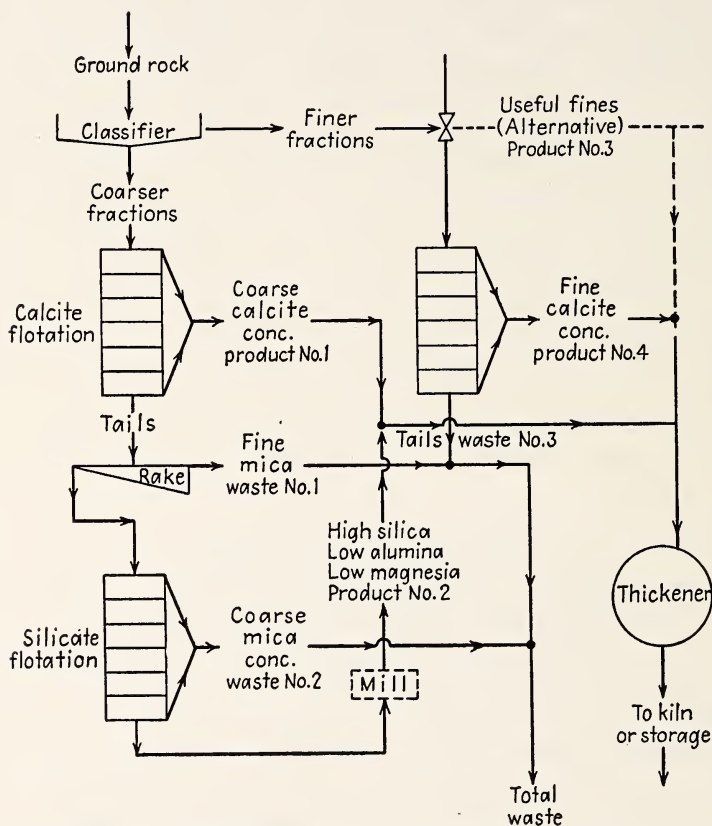 Ground rock
Classifier
Finer
fractions
Useful fines
(Alternative)
Product No.3
Coarser
fractions
Calcite
flotation
Coarse
calcite
conc.
product No.1
Fine
calcite
conc.
product No.4
Tails
Rake
Fine
mica
waste No.1
Tails waste No.3
High silica
Low alumina
Low magnesia
Product No.2
Thickener
Silicate
flotation
Coarse
mica
conc.
waste No.2
Mill
To kiln
or storage
Total
waste